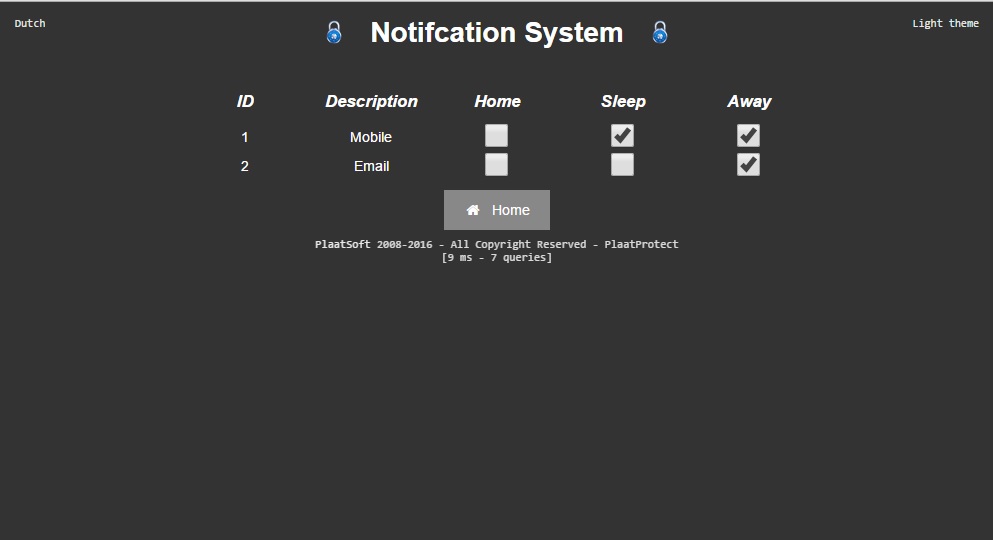 Dutch
Notifcation System
Light theme
ID Description Home Sleep Away
1 Mobile
2 Email
Home
PlaatSoft 2008-2016 - All Copyright Reserved - PlaatProtect
[9 ms - 7 queries]